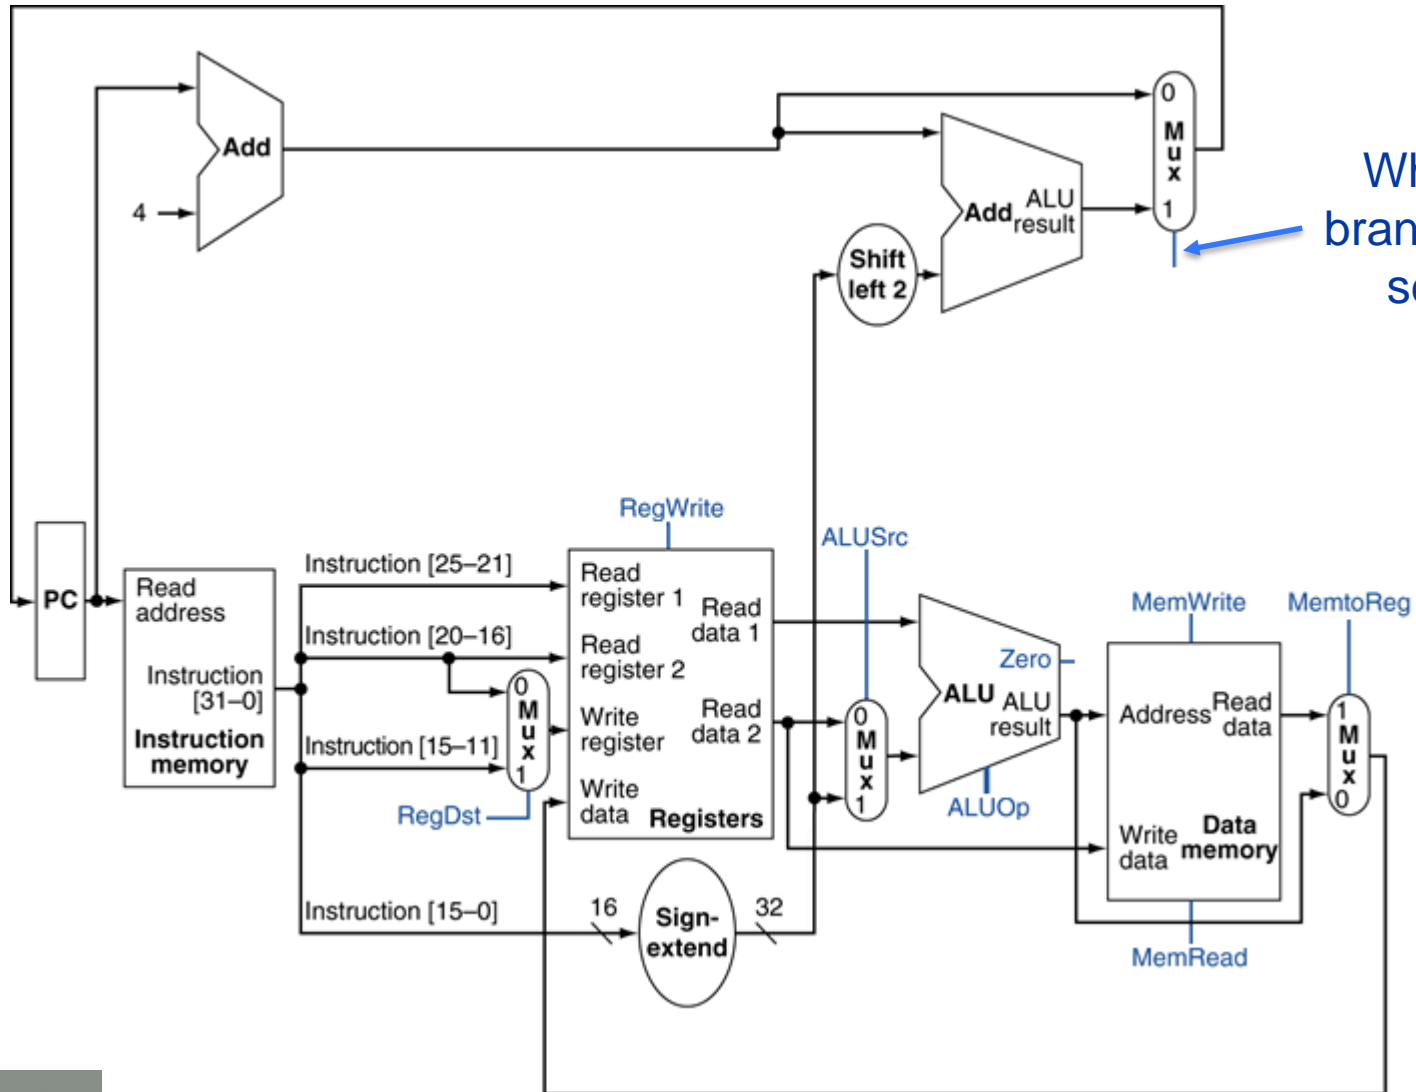 0
M
u
x
1
Add
4
Add ALU
result
Shift
left 2
RegWrite
ALUSrc
PC
Read
address
Instruction
[31–0]
Instruction
memory
Instruction [25–21]
Instruction [20–16]
Instruction [15–11]
Instruction [15–0]
0
M
u
x
1
RegDst
Read
register 1
Read
register 2
Write
register
Write
data
Read
data 1
Read
data 2
Registers
16
Sign-
extend
32
0
M
u
x
1
Zero
ALU ALU
result
ALUOp
MemWrite
MemtoReg
Address
Read
data
Write
data
Data
memory
MemRead
1
M
u
x
0